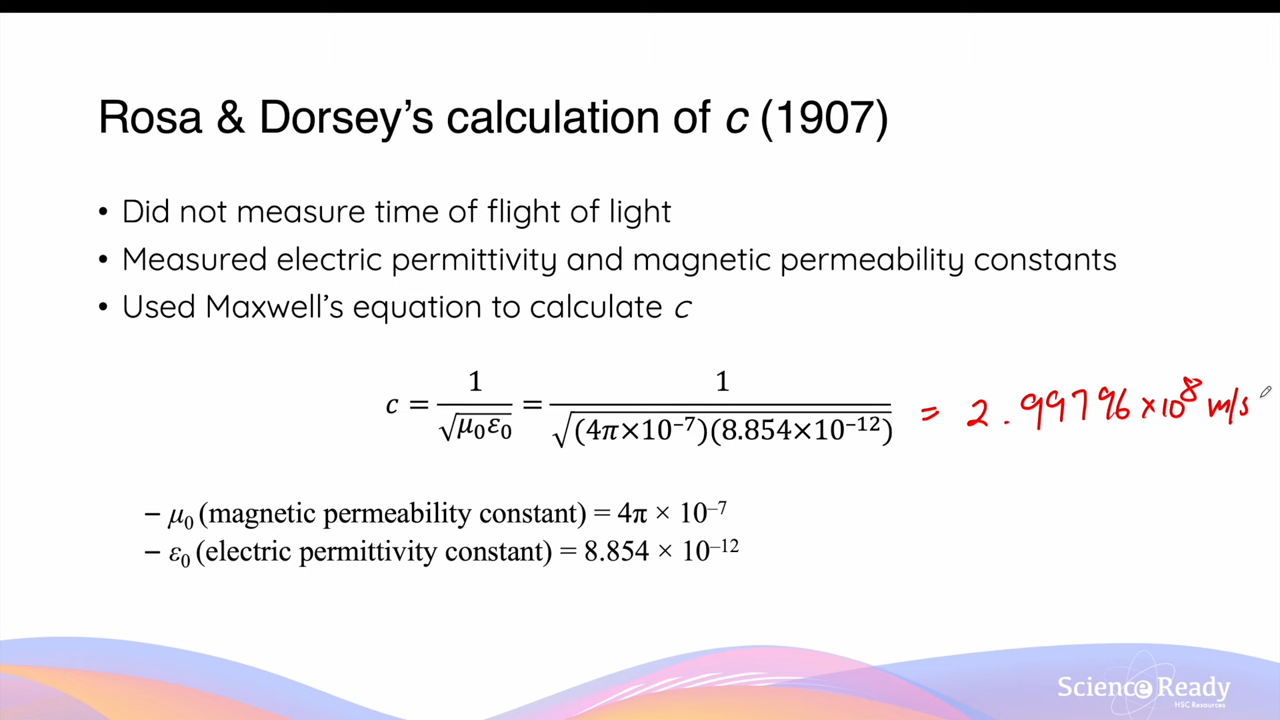 Rosa & Dorsey's calculation of c (1907)
• Did not measure time of flight of light
• Measured electric permittivity and magnetic permeability constants
• Used Maxwell's equation to calculate c
c = 1/√(μ₀ε₀) = 1/√((4π×10⁻⁷)(8.854×10⁻¹²)) = 2.99796 ×10⁸ m/s
– μ₀ (magnetic permeability constant) = 4π × 10⁻⁷
– ε₀ (electric permittivity constant) = 8.854 × 10⁻¹²
Science Ready
HSC Resources